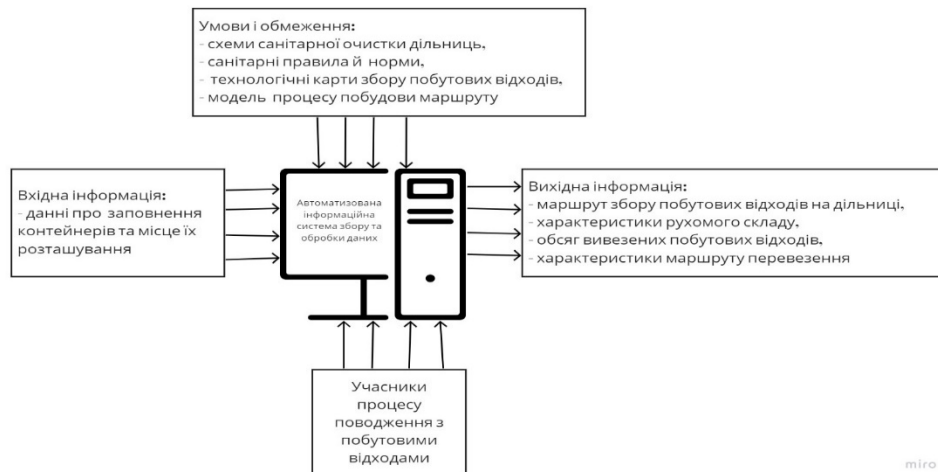 Умови і обмеження:
- схеми санітарної очистки дільниць,
- санітарні правила й норми,
- технологічні карти збору побутових відходів,
- модель процесу побудови маршруту
Вхідна інформація:
- данні про заповнення
контейнерів та місце їх
розташування
Автоматизована
інформаційна
система збору та
обробки даних
Вихідна інформація:
- маршрут збору побутових відходів на дільниці,
- характеристики рухомого складу,
- обсяг вивезених побутових відходів,
- характеристики маршруту перевезення
Учасники
процесу
поводження з
побутовими
відходами
miro